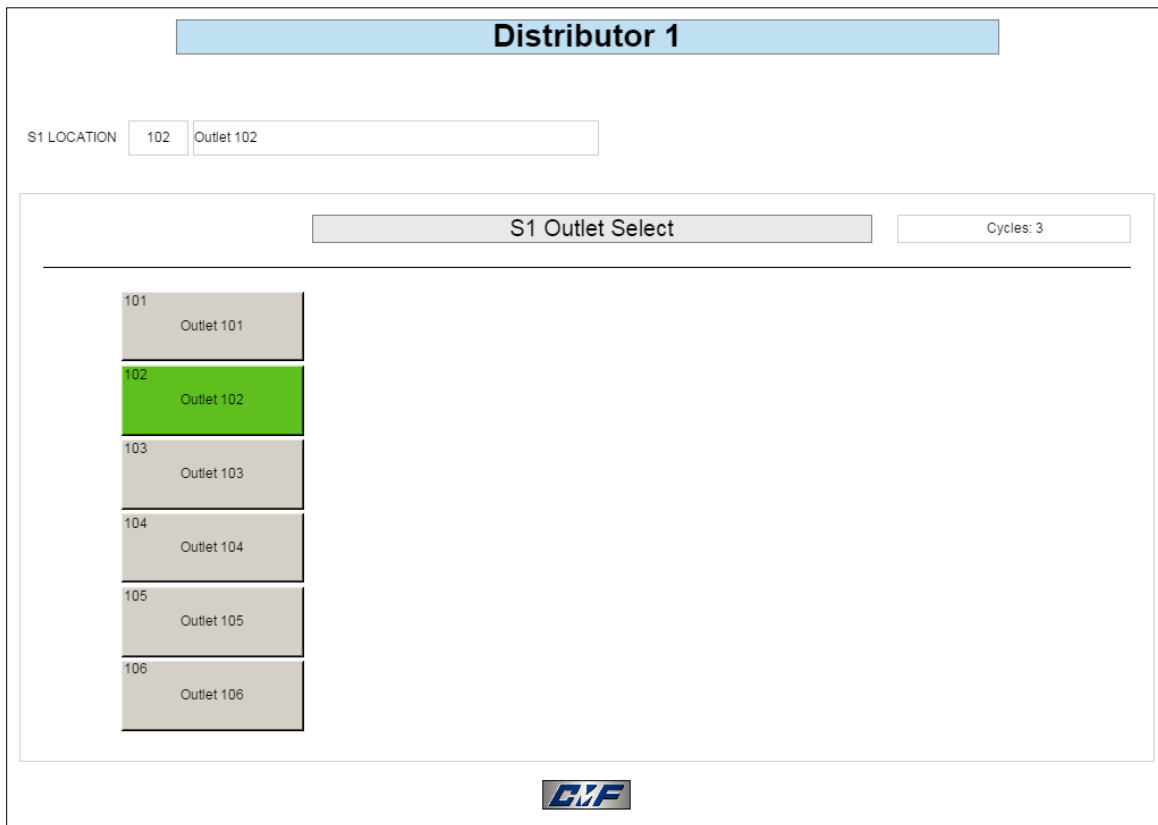 Distributor 1
S1 LOCATION 102 Outlet 102
S1 Outlet Select Cycles: 3
101
Outlet 101
102
Outlet 102
103
Outlet 103
104
Outlet 104
105
Outlet 105
106
Outlet 106
CMF